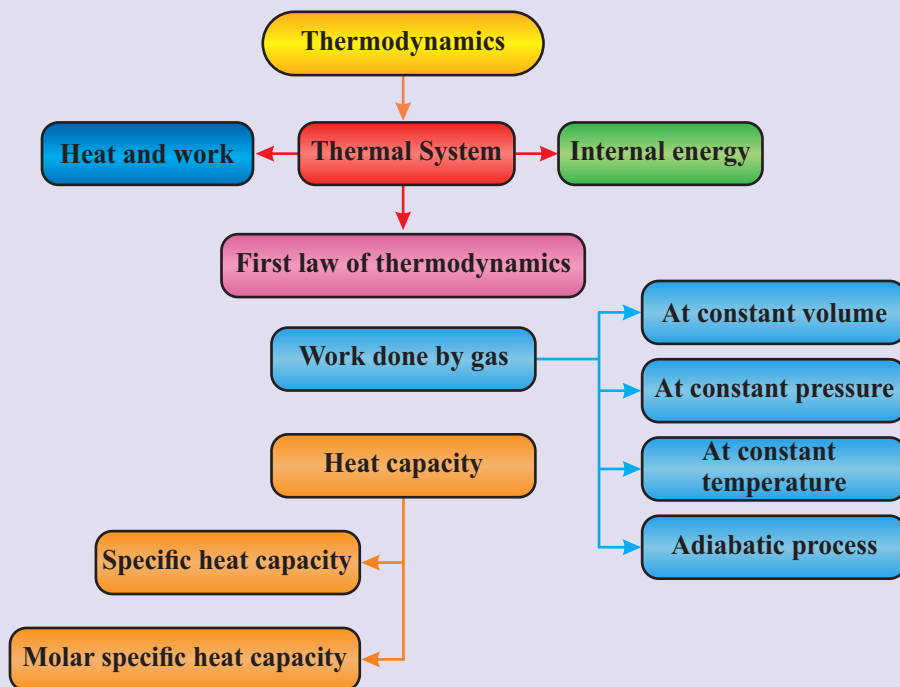 Thermodynamics
Heat and work
Thermal System
Internal energy
First law of thermodynamics
Work done by gas
At constant volume
At constant pressure
At constant
temperature
Adiabatic process
Heat capacity
Specific heat capacity
Molar specific heat capacity